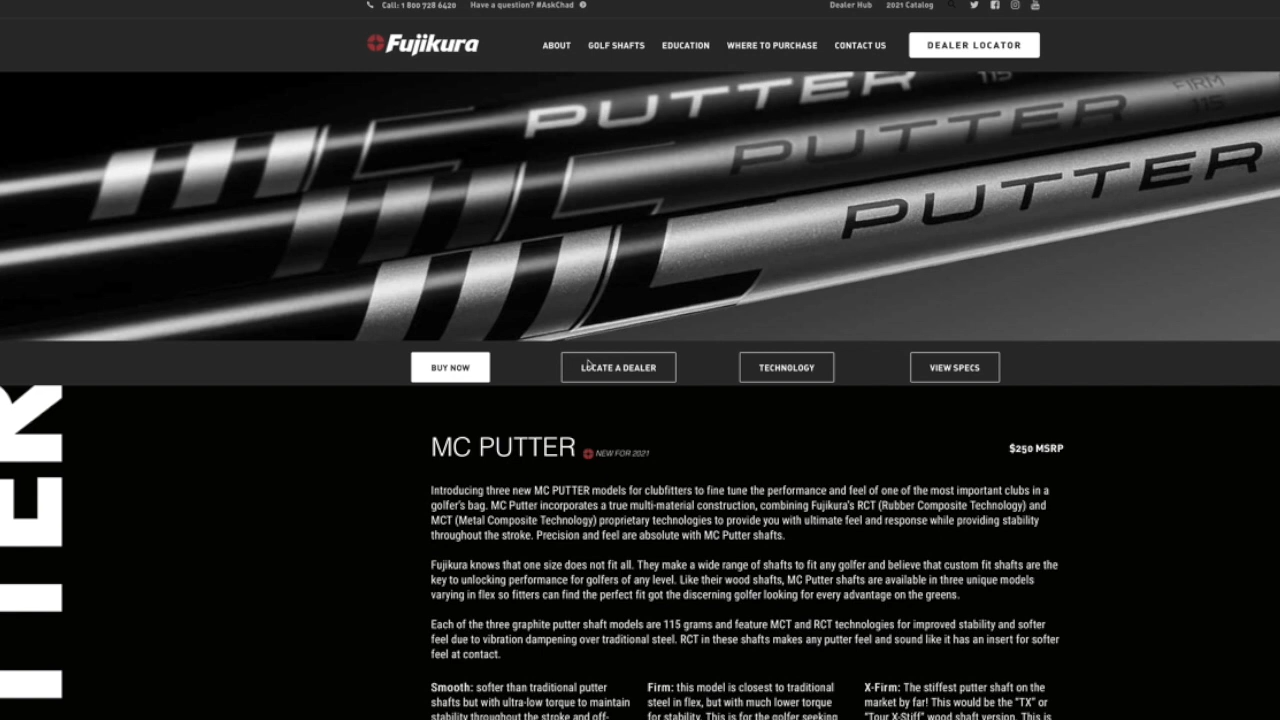 Call: 1 800 728 6420 Have a question? #AskChad Dealer Hub 2021 Catalog
Fujikura ABOUT GOLF SHAFTS EDUCATION WHERE TO PURCHASE CONTACT US DEALER LOCATOR
MC PUTTER 115
MC PUTTER FIRM 115
MC PUTTER
BUY NOW LOCATE A DEALER TECHNOLOGY VIEW SPECS
MC PUTTER NEW FOR 2021 $250 MSRP
Introducing three new MC PUTTER models for clubfitters to fine tune the performance and feel of one of the most important clubs in a
golfer's bag. MC Putter incorporates a true multi-material construction, combining Fujikura's RCT (Rubber Composite Technology) and
MCT (Metal Composite Technology) proprietary technologies to provide you with ultimate feel and response while providing stability
throughout the stroke. Precision and feel are absolute with MC Putter shafts.
Fujikura knows that one size does not fit all. They make a wide range of shafts to fit any golfer and believe that custom fit shafts are the
key to unlocking performance for golfers of any level. Like their wood shafts, MC Putter shafts are available in three unique models
varying in flex so fitters can find the perfect fit got the discerning golfer looking for every advantage on the greens.
Each of the three graphite putter shaft models are 115 grams and feature MCT and RCT technologies for improved stability and softer
feel due to vibration dampening over traditional steel. RCT in these shafts makes any putter feel and sound like it has an insert for softer
feel at contact.
Smooth: softer than traditional putter
shafts but with ultra-low torque to maintain
stability throughout the stroke and off-
Firm: this model is closest to traditional
steel in flex, but with much lower torque
for stability. This is for the golfer seeking
X-Firm: The stiffest putter shaft on the
market by far! This would be the "TX" or
"Tour X-Stiff" wood shaft version. This is